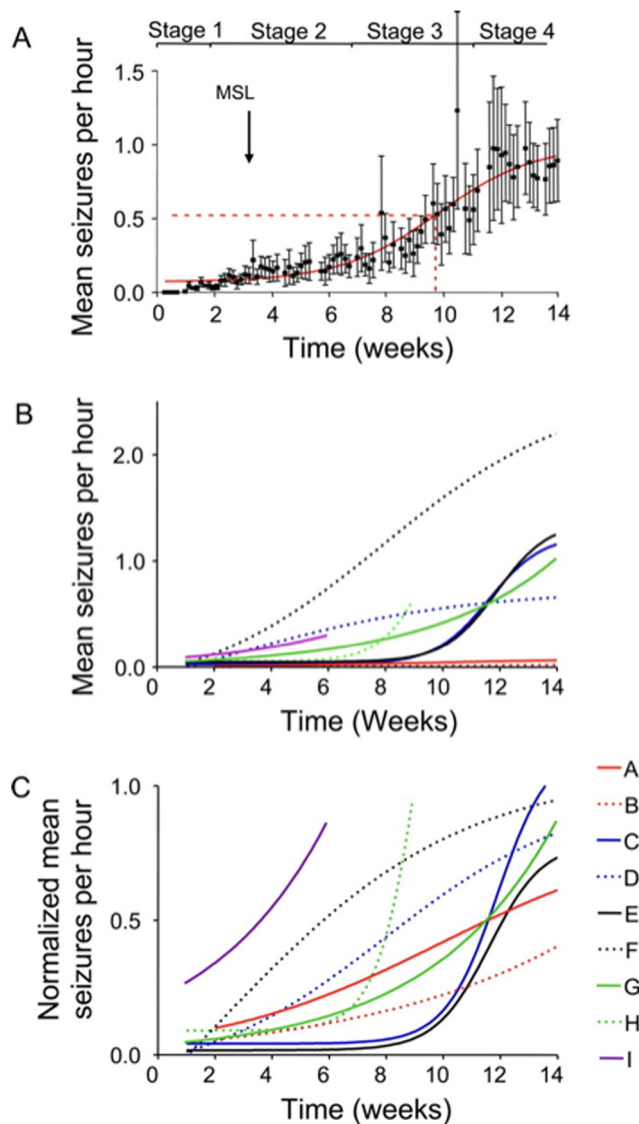 A
Stage 1 Stage 2 Stage 3 Stage 4
Mean seizures per hour
1.5
1.0
0.5
0.0
MSL
0 2 4 6 8 10 12 14
Time (weeks)
B
Mean seizures per hour
2.0
1.0
0.0
0 2 4 6 8 10 12 14
Time (Weeks)
C
Normalized mean
seizures per hour
1.0
0.5
0.0
0 2 4 6 8 10 12 14
Time (weeks)
A
B
C
D
E
F
G
H
I